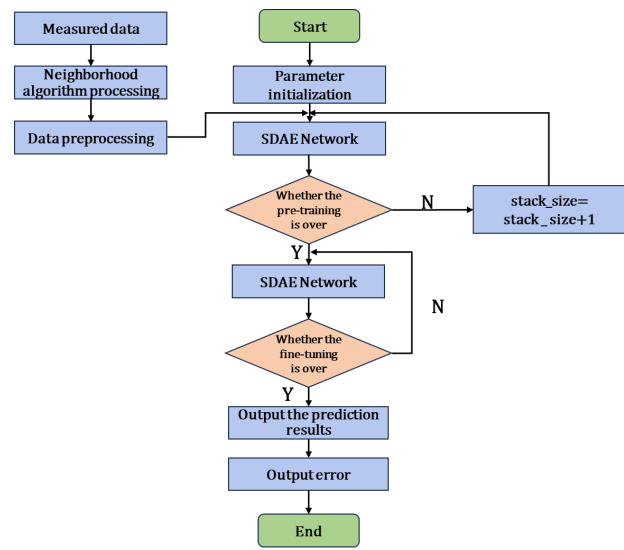 Measured data
Neighborhood
algorithm processing
Data preprocessing
Start
Parameter
initialization
SDAE Network
Whether the
pre-training
is over
N
stack_size=
stack_size+1
Y
SDAE Network
N
Whether the
fine-tuning
is over
Y
Output the prediction
results
Output error
End